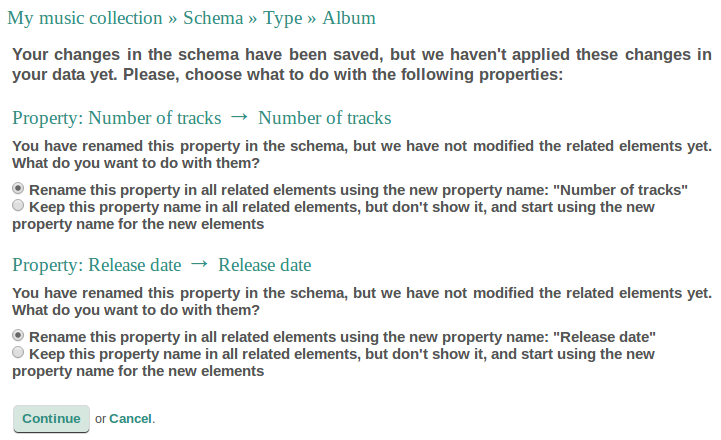 My music collection » Schema » Type » Album
Your changes in the schema have been saved, but we haven't applied these changes in
your data yet. Please, choose what to do with the following properties:
Property: Number of tracks → Number of tracks
You have renamed this property in the schema, but we have not modified the related elements yet.
What do you want to do with them?
Rename this property in all related elements using the new property name: "Number of tracks"
Keep this property name in all related elements, but don't show it, and start using the new
property name for the new elements
Property: Release date → Release date
You have renamed this property in the schema, but we have not modified the related elements yet.
What do you want to do with them?
Rename this property in all related elements using the new property name: "Release date"
Keep this property name in all related elements, but don't show it, and start using the new
property name for the new elements
Continue or Cancel.